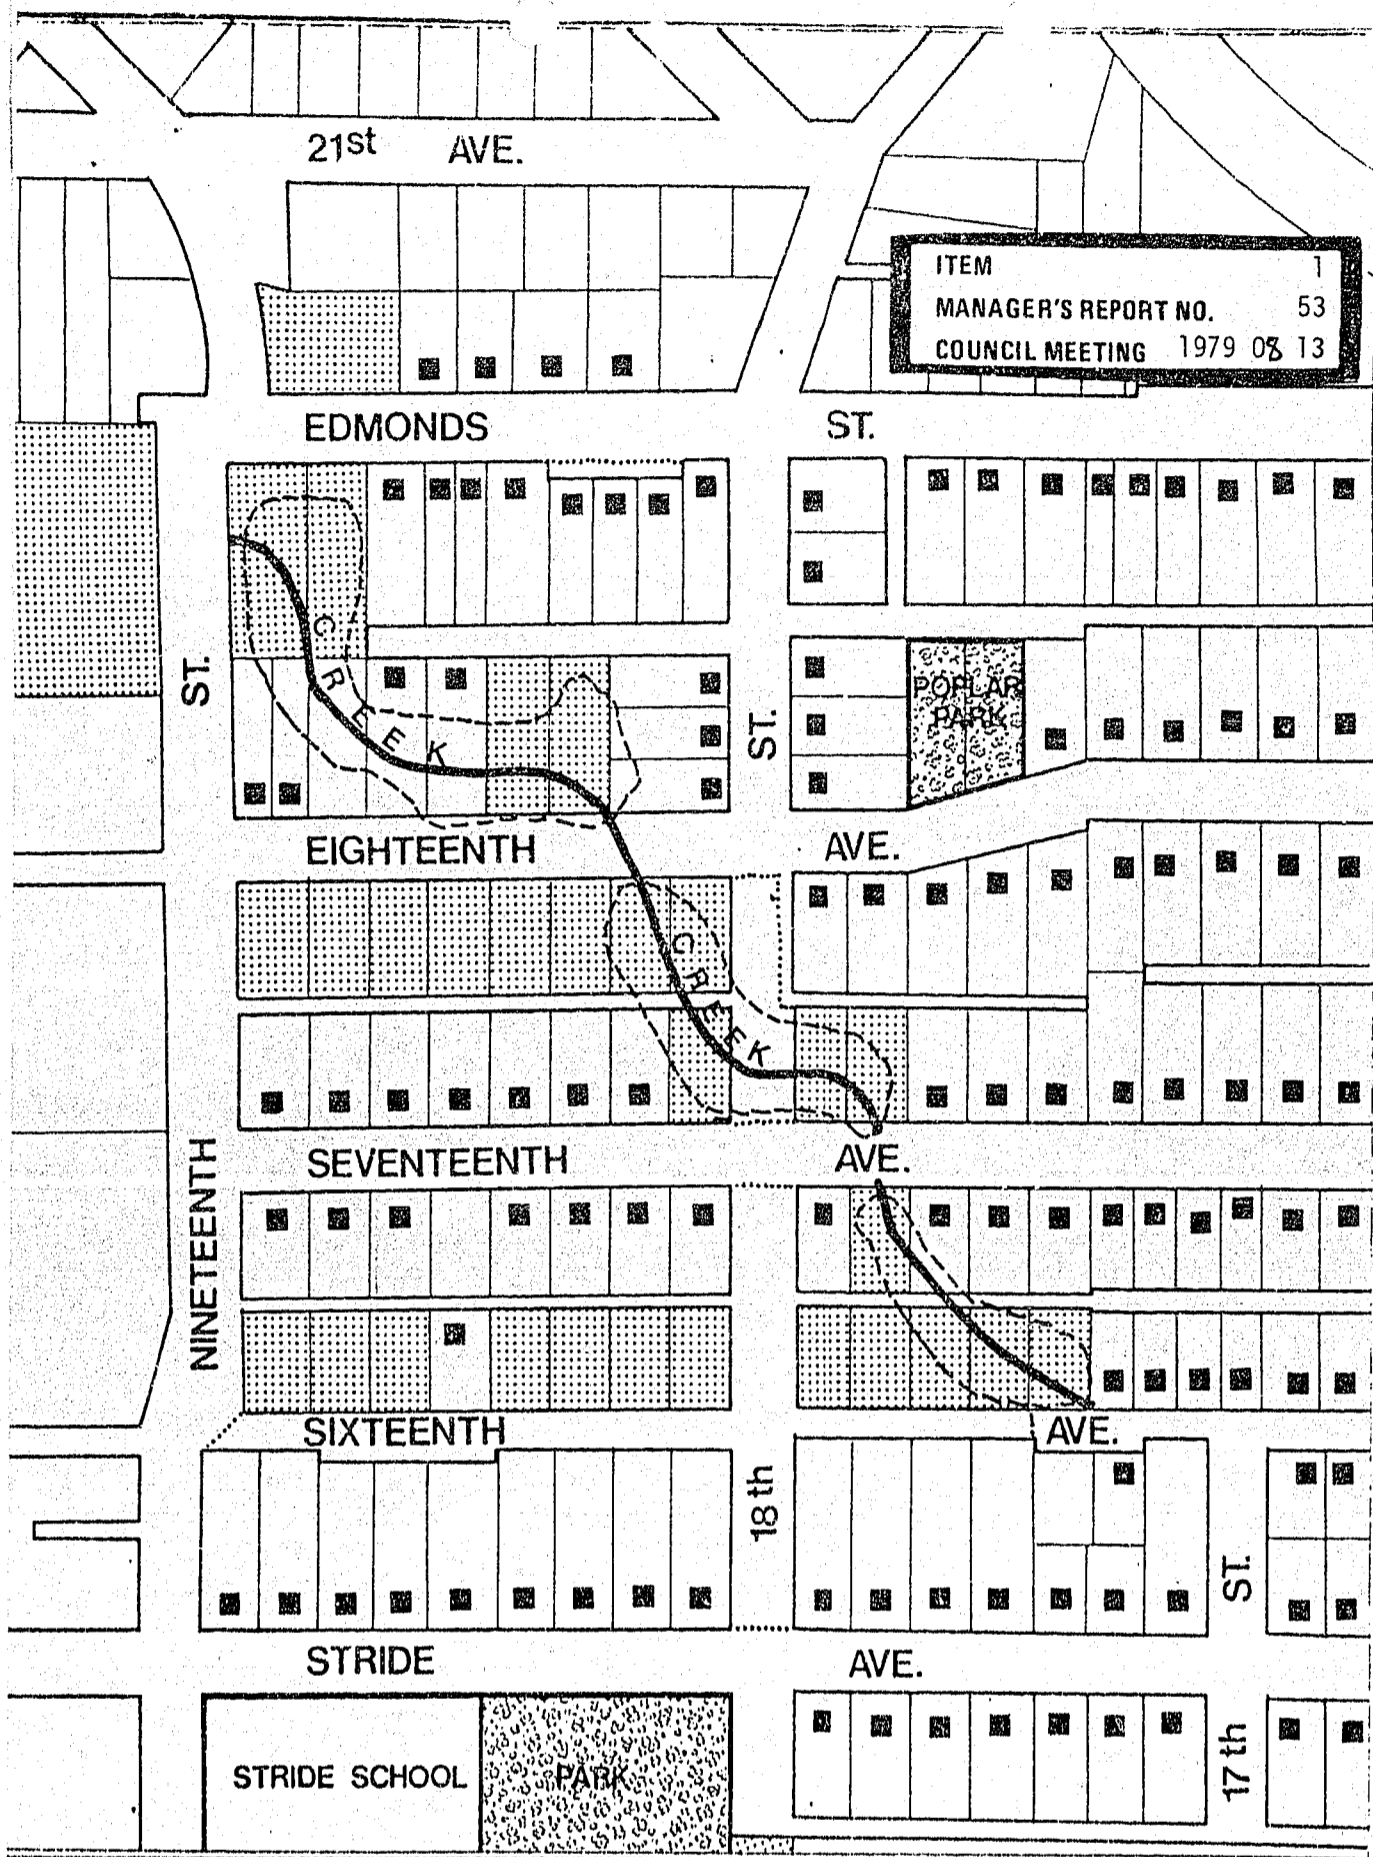 21st AVE.
ITEM 1
MANAGER'S REPORT NO. 53
COUNCIL MEETING 1979 08 13
EDMONDS ST.
CREEK
ST.
ST.
POPLAR
PARK
EIGHTEENTH AVE.
CREEK
NINETEENTH
SEVENTEENTH AVE.
SIXTEENTH AVE.
18th
ST.
STRIDE AVE.
STRIDE SCHOOL
PARK
17th